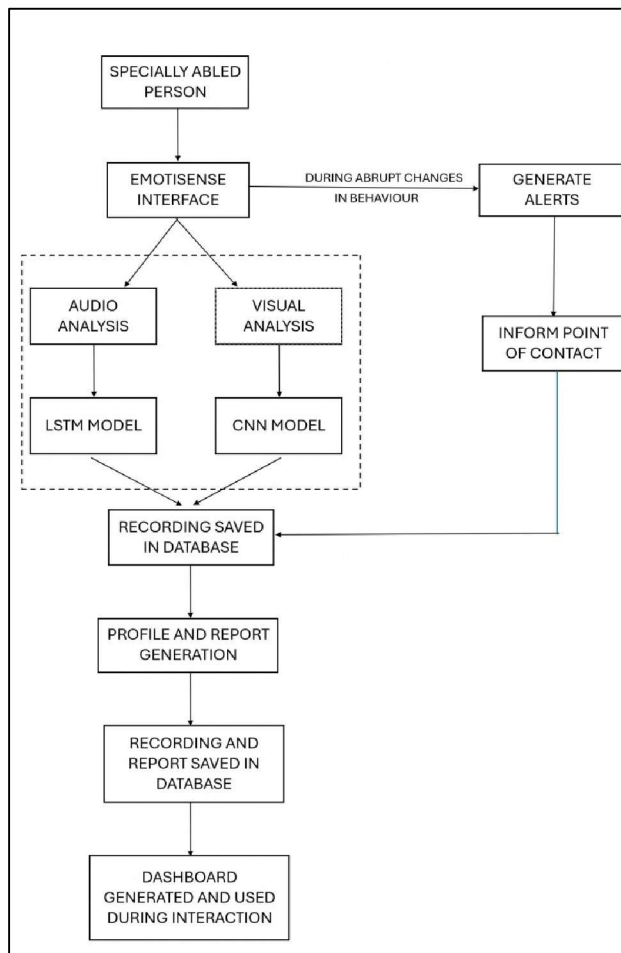 SPECIALLY ABLED
PERSON
EMOTISENSE
INTERFACE
DURING ABRUPT CHANGES
IN BEHAVIOUR
GENERATE
ALERTS
AUDIO
ANALYSIS
VISUAL
ANALYSIS
INFORM POINT
OF CONTACT
LSTM MODEL
CNN MODEL
RECORDING SAVED
IN DATABASE
PROFILE AND REPORT
GENERATION
RECORDING AND
REPORT SAVED IN
DATABASE
DASHBOARD
GENERATED AND USED
DURING INTERACTION